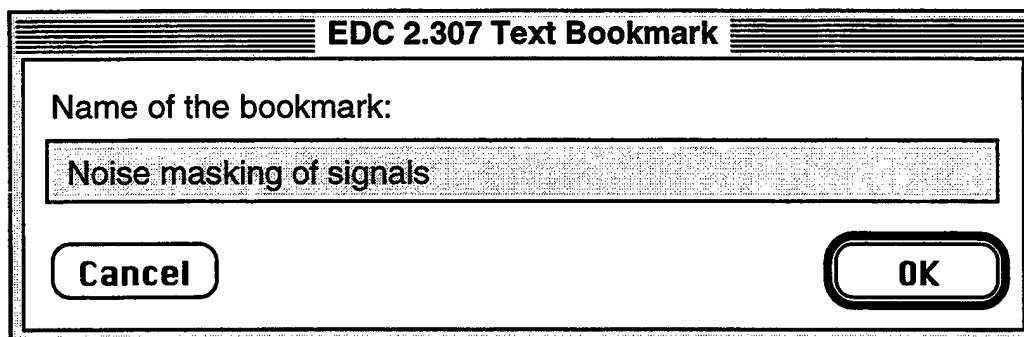 EDC 2.307 Text Bookmark
Name of the bookmark:
Noise masking of signals
Cancel OK